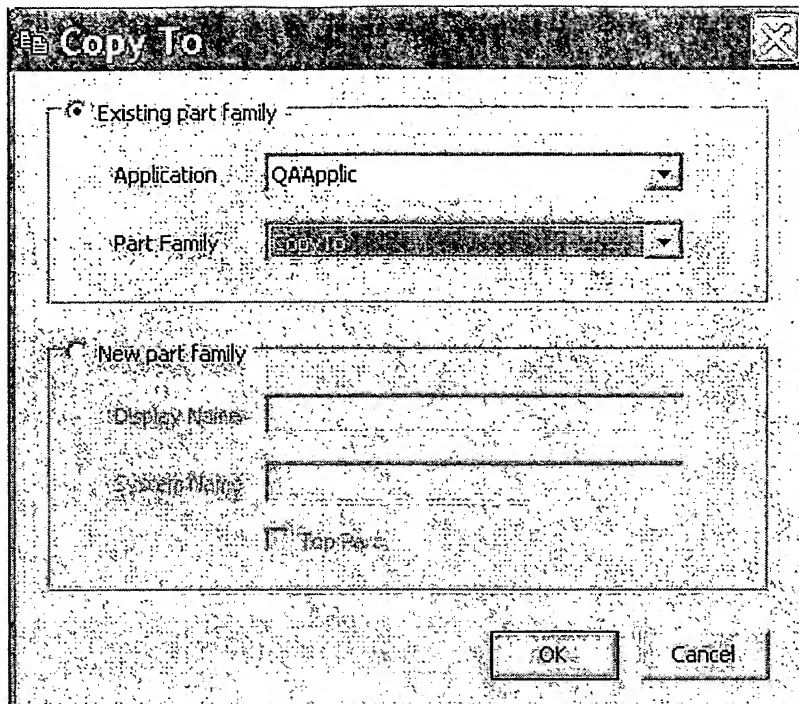 Copy To
Existing part family
Application QAApplic
Part Family copyTo
New part family
Display Name
System Name
Top Part
OK Cancel